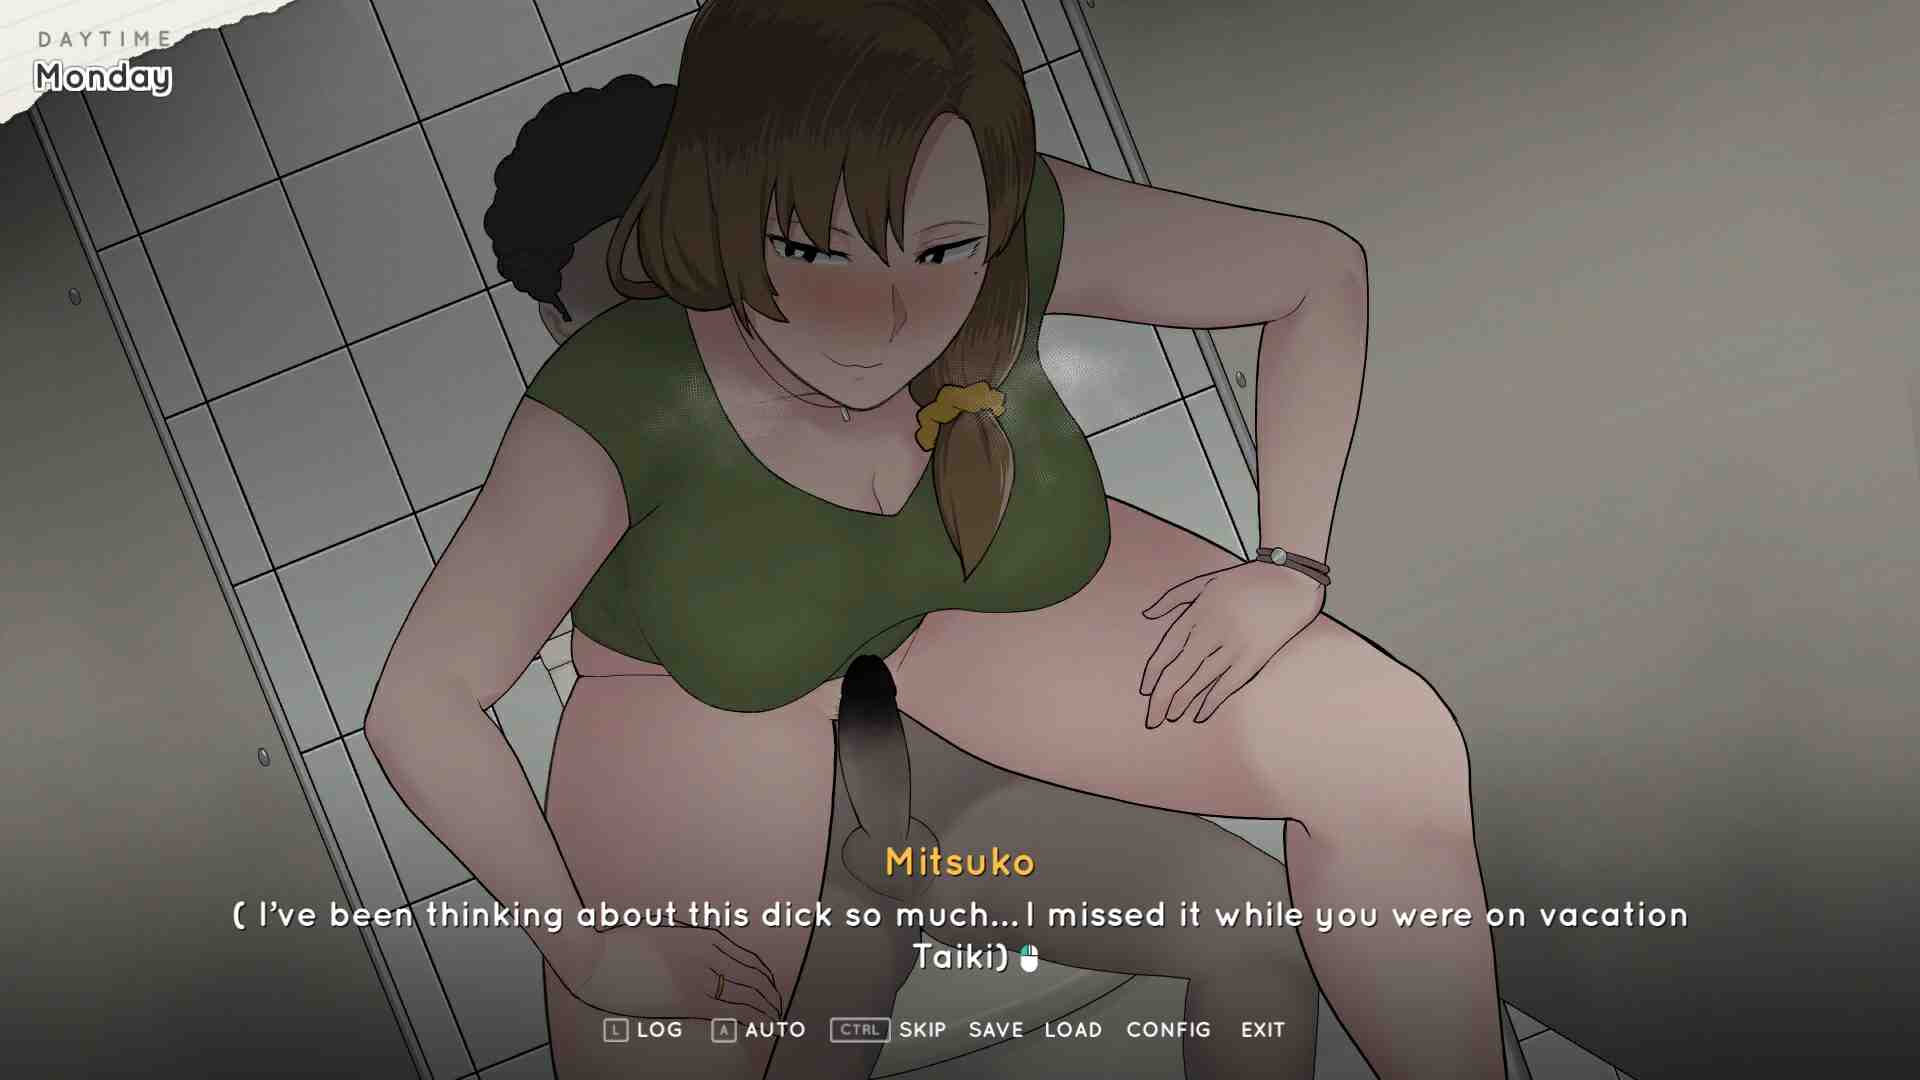 DAYTIME
Monday
Mitsuko
( I've been thinking about this dick so much...I missed it while you were on vacation
Taiki)
L LOG A AUTO CTRL SKIP SAVE LOAD CONFIG EXIT